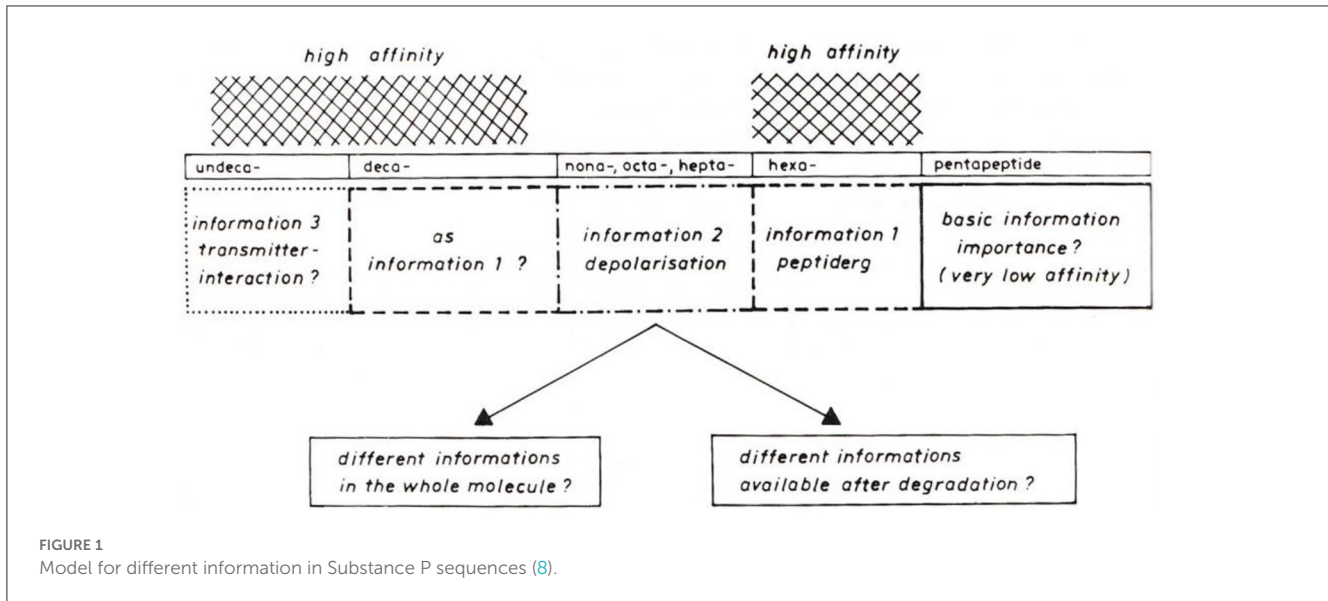 high affinity
high affinity
undeca-
deca-
nona-, octa-, hepta-
hexa-
pentapeptide
information 3
transmitter-
interaction ?
as
information 1 ?
information 2
depolarisation
information 1
peptiderg
basic information
importance?
(very low affinity)
different informations
in the whole molecule ?
different informations
available after degradation ?
FIGURE 1
Model for different information in Substance P sequences (8).